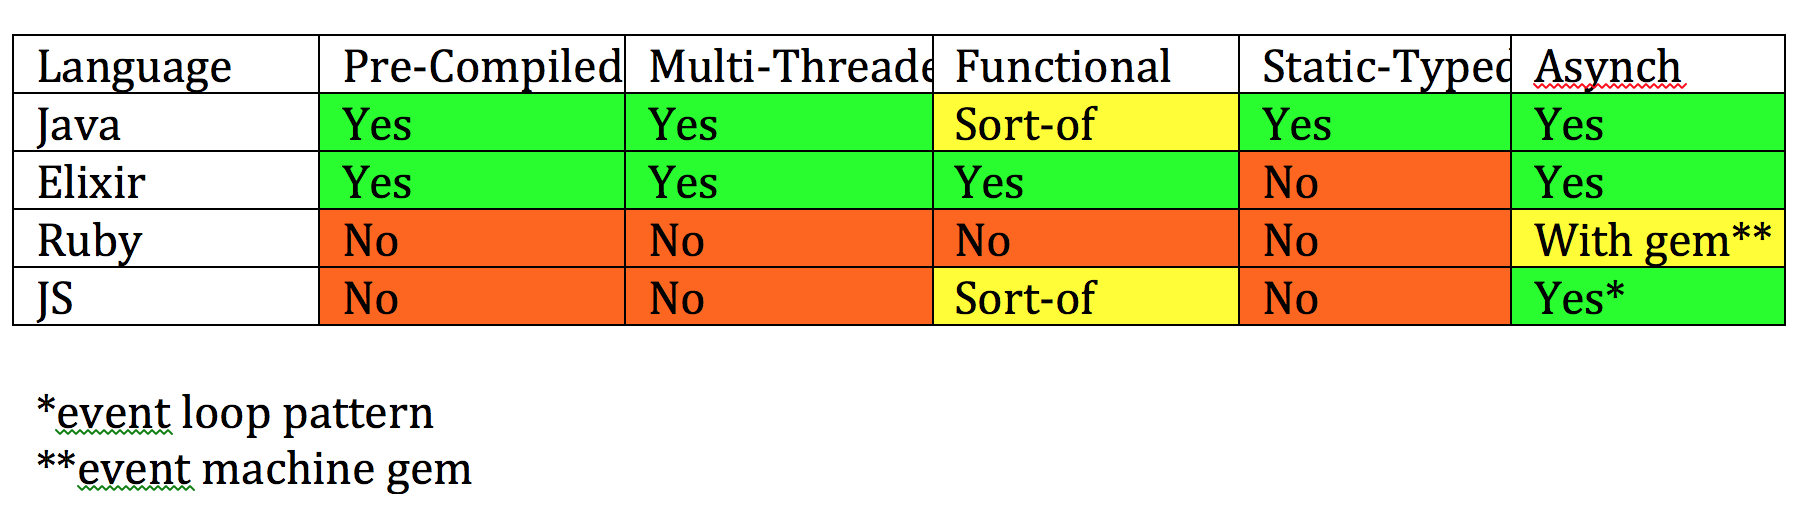 Language Pre-Compiled Multi-Threade Functional Static-Typed Asynch
Java Yes Yes Sort-of Yes Yes
Elixir Yes Yes Yes No Yes
Ruby No No No No With gem**
JS No No Sort-of No Yes*
*event loop pattern
**event machine gem